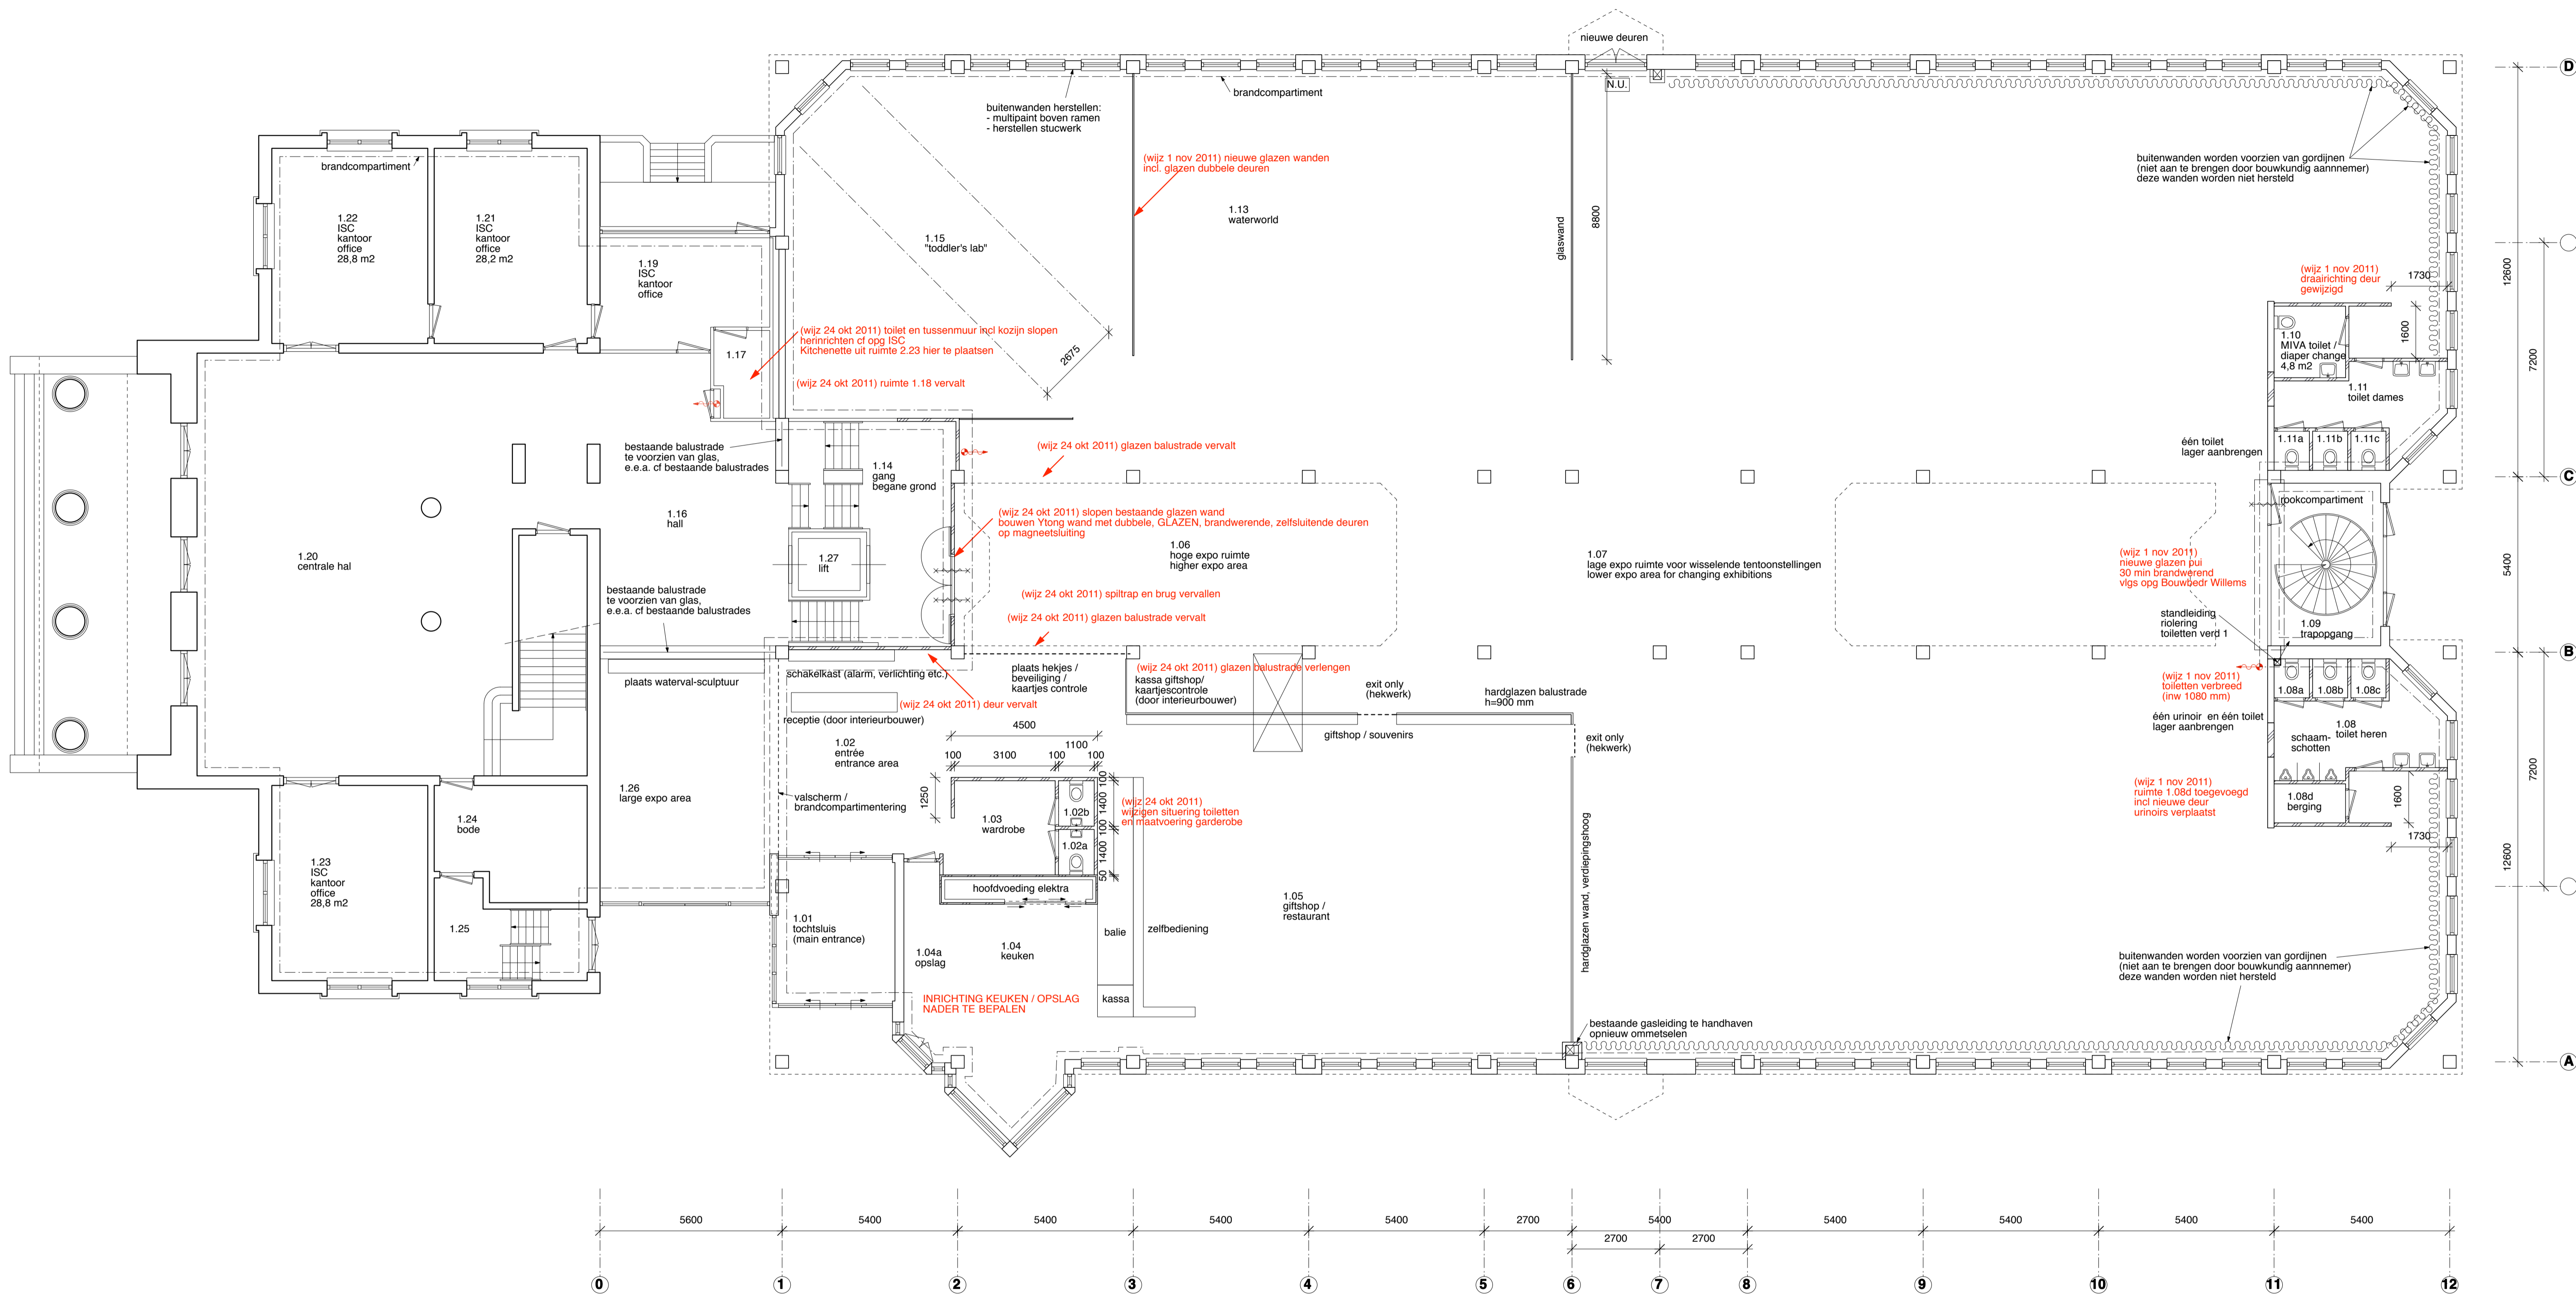 nieuwe deuren
D
N.U.
brandcompartiment
buitenwanden herstellen:
- multipaint boven ramen
- herstellen stucwerk
(wijz 1 nov 2011) nieuwe glazen wanden
incl. glazen dubbele deuren
buitenwanden worden voorzien van gordijnen
(niet aan te brengen door bouwkundig aannnemer)
deze wanden worden niet hersteld
brandcompartiment
1.22
ISC
kantoor
office
28,8 m2
1.21
ISC
kantoor
office
28,2 m2
1.19
ISC
kantoor
office
1.15
"toddler's lab"
1.13
waterworld
glaswand
8800
12600
7200
(wijz 1 nov 2011)
draairichting deur
gewijzigd
1730
1600
1.10
MIVA toilet /
diaper change
4,8 m2
1.11
toilet dames
1.17
(wijz 24 okt 2011) toilet en tussenmuur incl kozijn slopen
herinrichten cf opg ISC
Kitchenette uit ruimte 2.23 hier te plaatsen
(wijz 24 okt 2011) ruimte 1.18 vervalt
2675
bestaande balustrade
te voorzien van glas,
e.e.a. cf bestaande balustrades
(wijz 24 okt 2011) glazen balustrade vervalt
één toilet
lager aanbrengen
1.11a
1.11b
1.11c
C
1.14
gang
begane grond
1.16
hall
(wijz 24 okt 2011) slopen bestaande glazen wand
bouwen Ytong wand met dubbele, GLAZEN, brandwerende, zelfsluitende deuren
op magneetsluiting
rookcompartiment
1.20
centrale hal
1.27
lift
1.06
hoge expo ruimte
higher expo area
1.07
lage expo ruimte voor wisselende tentoonstellingen
lower expo area for changing exhibitions
(wijz 1 nov 2011)
nieuwe glazen pui
30 min brandwerend
vlgs opg Bouwbedr Willems
5400
bestaande balustrade
te voorzien van glas,
e.e.a. cf bestaande balustrades
(wijz 24 okt 2011) spiltrap en brug vervallen
(wijz 24 okt 2011) glazen balustrade vervalt
standleiding
riolering
toiletten verd 1
1.09
trapopgang
B
plaats waterval-sculptuur
schakelkast (alarm, verlichting etc.)
plaats hekjes /
beveiliging /
kaartjes controle
(wijz 24 okt 2011) glazen balustrade verlengen
kassa giftshop/
kaartjescontrole
(door interieurbouwer)
exit only
(hekwerk)
hardglazen balustrade
h=900 mm
(wijz 1 nov 2011)
toiletten verbreed
(inw 1080 mm)
1.08a
1.08b
1.08c
(wijz 24 okt 2011) deur vervalt
receptie (door interieurbouwer)
4500
giftshop / souvenirs
exit only
(hekwerk)
één urinoir en één toilet
lager aanbrengen
1.08
toilet heren
schaam-
schotten
1.02
entrée
entrance area
100
3100
100
1100
100
7200
1.26
large expo area
valscherm /
brandcompartimentering
1250
1.03
wardrobe
1.02b
1.02a
100
1400
100
1400
50
(wijz 24 okt 2011)
wijzigen situering toiletten
en maatvoering garderobe
(wijz 1 nov 2011)
ruimte 1.08d toegevoegd
incl nieuwe deur
urinoirs verplaatst
1.08d
berging
1600
1730
1.24
bode
1.23
ISC
kantoor
office
28,8 m2
1.25
hoofdvoeding elektra
hardglazen wand, verdiepingshoog
12600
1.01
tochtsluis
(main entrance)
1.04a
opslag
1.04
keuken
balie
zelfbediening
1.05
giftshop /
restaurant
kassa
INRICHTING KEUKEN / OPSLAG
NADER TE BEPALEN
buitenwanden worden voorzien van gordijnen
(niet aan te brengen door bouwkundig aannnemer)
deze wanden worden niet hersteld
bestaande gasleiding te handhaven
opnieuw ommetselen
A
5600
5400
5400
5400
5400
2700
5400
5400
5400
5400
5400
2700
2700
0
1
2
3
4
5
6
7
8
9
10
11
12